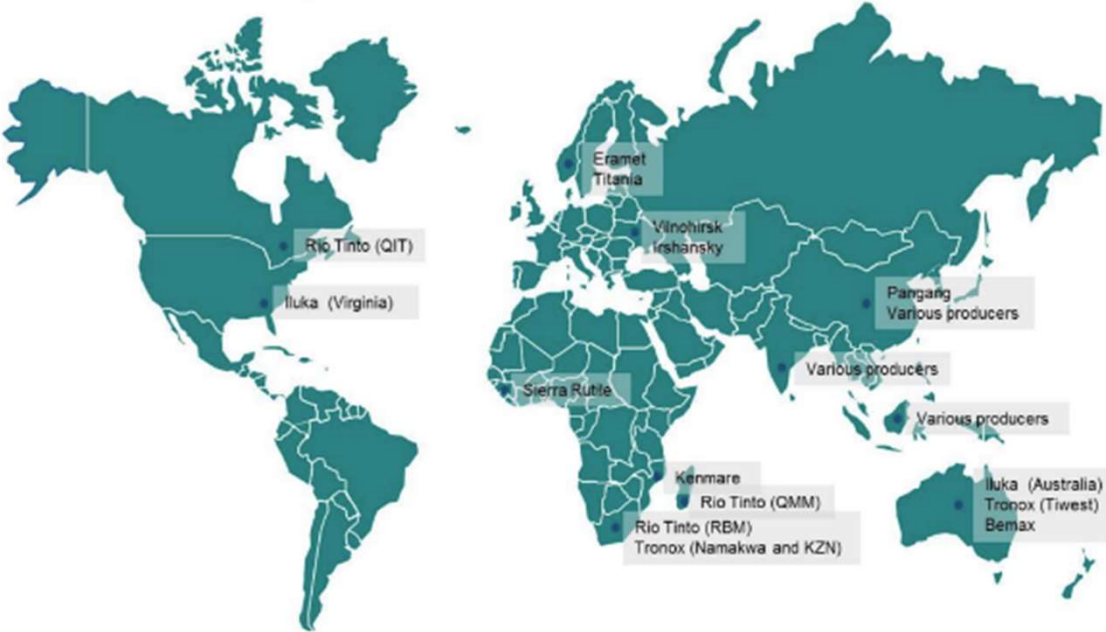 Eramet
Titania
Vilnohirsk
Irshansky
Rio Tinto (QIT)
Iluka (Virginia)
Pangang
Various producers
Various producers
Sierra Rutile
Various producers
Kenmare
Rio Tinto (QMM)
Rio Tinto (RBM)
Tronox (Namakwa and KZN)
Iluka (Australia)
Tronox (Tiwest)
Bemax